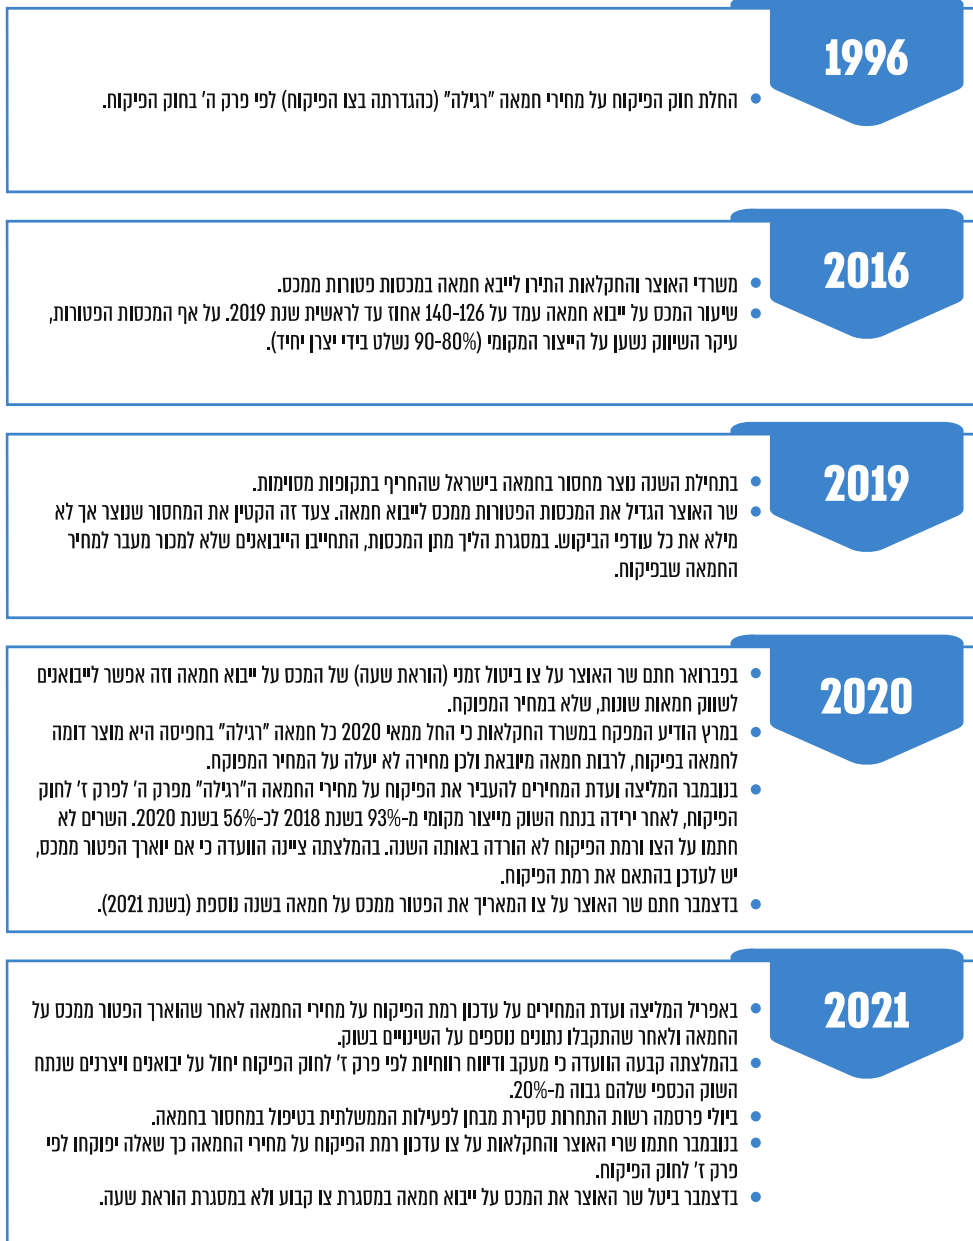 1996
החלת חוק הפיקוח על מחירי חמאה "רגילה" (כהגדרתה בצו הפיקוח) לפי פרק ה' בחוק הפיקוח.
2016
משרדי האוצר והחקלאות התירו לייבא חמאה במכסות פטורות ממכס.
שיעור המכס על ייבוא חמאה עמד על 140-126 אחוז עד לראשית שנת 2019. על אף המכסות הפטורות,
עיקר השיווק נשען על הייצור המקומי (90-80% נשלט בידי יצרן יחיד).
2019
בתחילת השנה נוצר מחסור בחמאה בישראל שהחריף בתקופות מסוימות.
שר האוצר הגדיל את המכסות הפטורות ממכס לייבוא חמאה. צעד זה הקטין את המחסור שנוצר אך לא
מילא את כל עודפי הביקוש. במסגרת הליך מתן המכסות, התחייבו הייבואנים שלא למכור מעבר למחיר
החמאה שבפיקוח.
2020
בפברואר חתם שר האוצר על צו ביטול זמני (הוראת שעה) של המכס על ייבוא חמאה וזה אפשר לייבואנים
לשווק חמאות שונות, שלא במחיר המפוקח.
במרץ הודיע המפקח במשרד החקלאות כי החל ממאי 2020 כל חמאה "רגילה" בחפיסה היא מוצר דומה
לחמאה בפיקוח, לרבות חמאה מיובאת ולכן מחירה לא יעלה על המחיר המפוקח.
בנובמבר המליצה ועדת המחירים להעביר את הפיקוח על מחירי החמאה ה"רגילה" מפרק ה' לפרק ז' לחוק
הפיקוח, לאחר ירידה בנתח השוק מייצור מקומי מ-93% בשנת 2018 לכ-56% בשנת 2020. השרים לא
חתמו על הצו ורמת הפיקוח לא הורדה באותה השנה. בהמלצתה ציינה הוועדה כי אם יוארך הפטור ממכס,
יש לעדכן בהתאם את רמת הפיקוח.
בדצמבר חתם שר האוצר על צו המאריך את הפטור ממכס על חמאה בשנה נוספת (בשנת 2021).
2021
באפריל המליצה ועדת המחירים על עדכון רמת הפיקוח על מחירי החמאה לאחר שהוארך הפטור ממכס על
החמאה ולאחר שהתקבלו נתונים נוספים על השינויים בשוק.
בהמלצתה קבעה הוועדה כי מעקב ודיווח רווחיות לפי פרק ז' לחוק הפיקוח יחול על יבואנים ויצרנים שנתח
השוק הכספי שלהם גבוה מ-20%.
ביולי פרסמה רשות התחרות סקירת מבחן לפעילות הממשלתית בטיפול במחסור בחמאה.
בנובמבר חתמו שרי האוצר והחקלאות על צו עדכון רמת הפיקוח על מחירי החמאה כך שאלה יפוקחו לפי
פרק ז' לחוק הפיקוח.
בדצמבר ביטל שר האוצר את המכס על ייבוא חמאה במסגרת צו קבוע ולא במסגרת הוראת שעה.